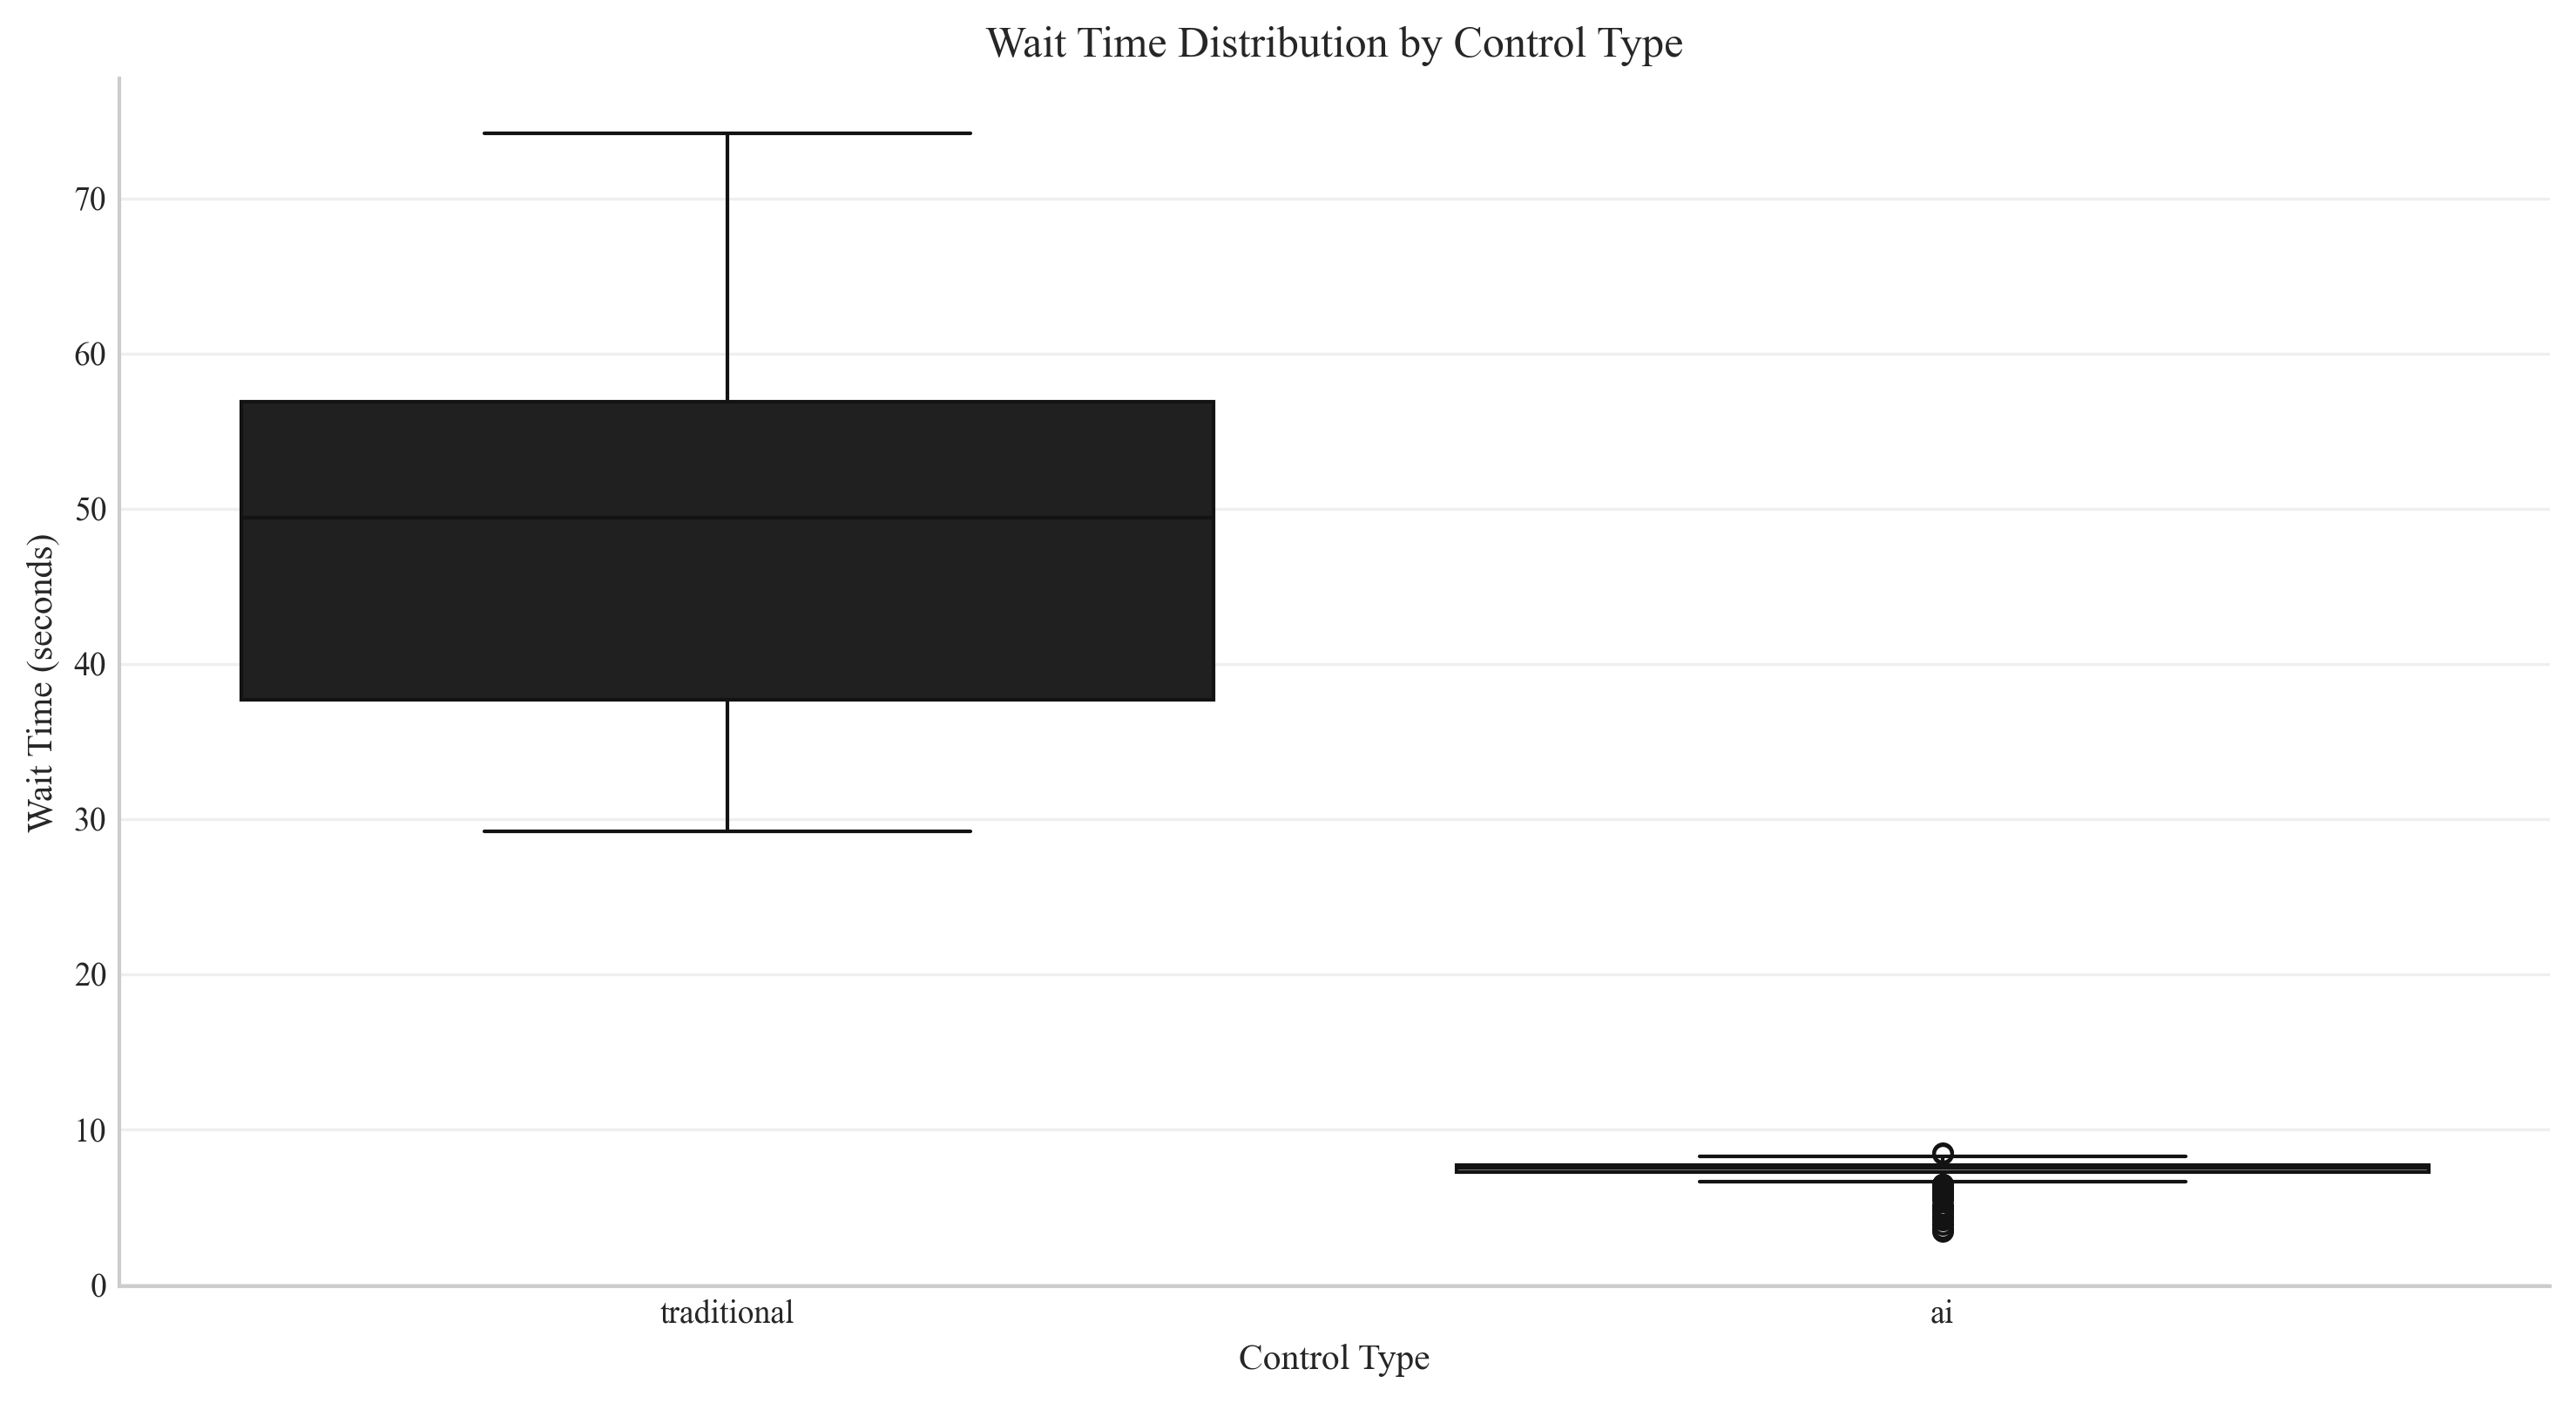 Wait Time Distribution by Control Type
Wait Time (seconds)
70
60
50
40
30
20
10
0
traditional
ai
Control Type